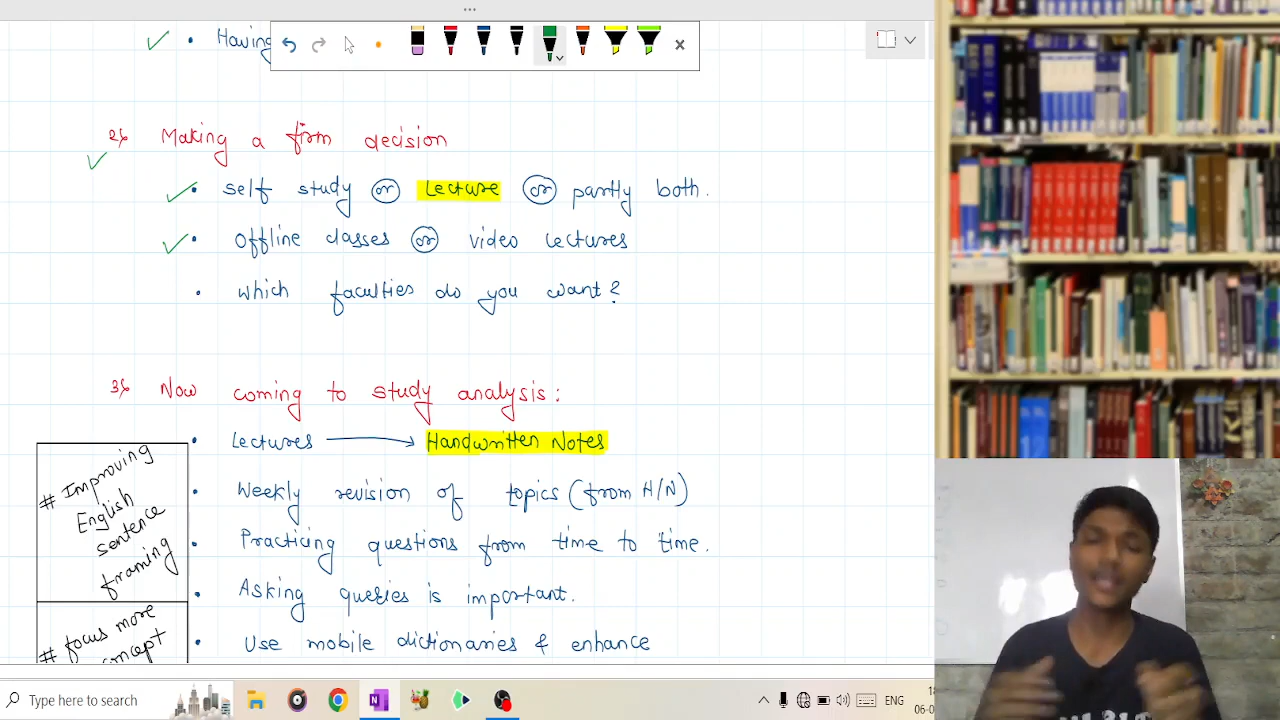 Having
2) Making a firm decision
• self study or Lecture or partly both.
• Offline classes or video lectures
• which faculties do you want?
3) Now coming to study analysis:
• Lectures → Handwritten Notes
• Weekly revision of topics (from H/N)
• Practicing questions from time to time.
• Asking queries is important.
• Use mobile dictionaries & enhance
# Improving
English
sentence
framing
# focus more
concept
Type here to search
ENG